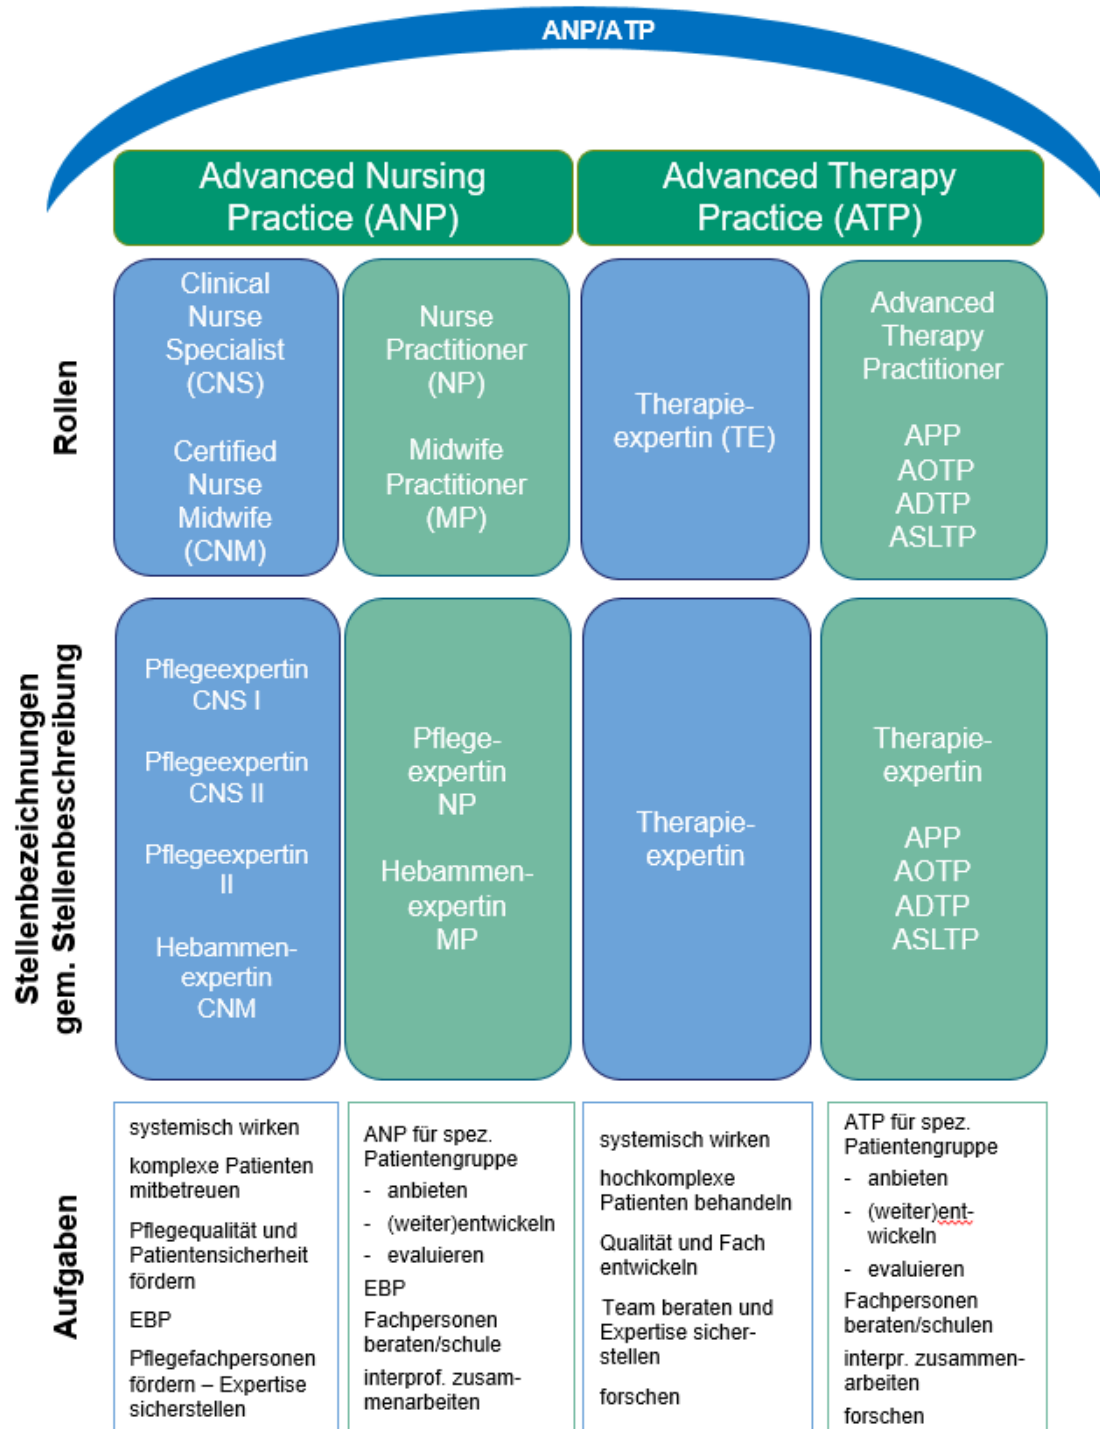 ANP/ATP
Advanced Nursing
Practice (ANP)
Advanced Therapy
Practice (ATP)
Rollen
Clinical
Nurse
Specialist
(CNS)
Certified
Nurse
Midwife
(CNM)
Nurse
Practitioner
(NP)
Midwife
Practitioner
(MP)
Therapie-
expertin (TE)
Advanced
Therapy
Practitioner
APP
AOTP
ADTP
ASLTP
Stellenbezeichnungen
gem. Stellenbeschreibung
Pflegeexpertin
CNS I
Pflegeexpertin
CNS II
Pflegeexpertin
II
Hebammen-
expertin
CNM
Pflege-
expertin
NP
Hebammen-
expertin
MP
Therapie-
expertin
Therapie-
expertin
APP
AOTP
ADTP
ASLTP
Aufgaben
systemisch wirken
komplexe Patienten
mitbetreuen
Pflegequalität und
Patientensicherheit
fördern
EBP
Pflegefachpersonen
fördern – Expertise
sicherstellen
ANP für spez.
Patientengruppe
- anbieten
- (weiter)entwickeln
- evaluieren
EBP
Fachpersonen
beraten/schule
interprof. zusam-
menarbeiten
systemisch wirken
hochkomplexe
Patienten behandeln
Qualität und Fach
entwickeln
Team beraten und
Expertise sicher-
stellen
forschen
ATP für spez.
Patientengruppe
- anbieten
- (weiter)ent-
wickeln
- evaluieren
Fachpersonen
beraten/schulen
interpr. zusammen-
arbeiten
forschen